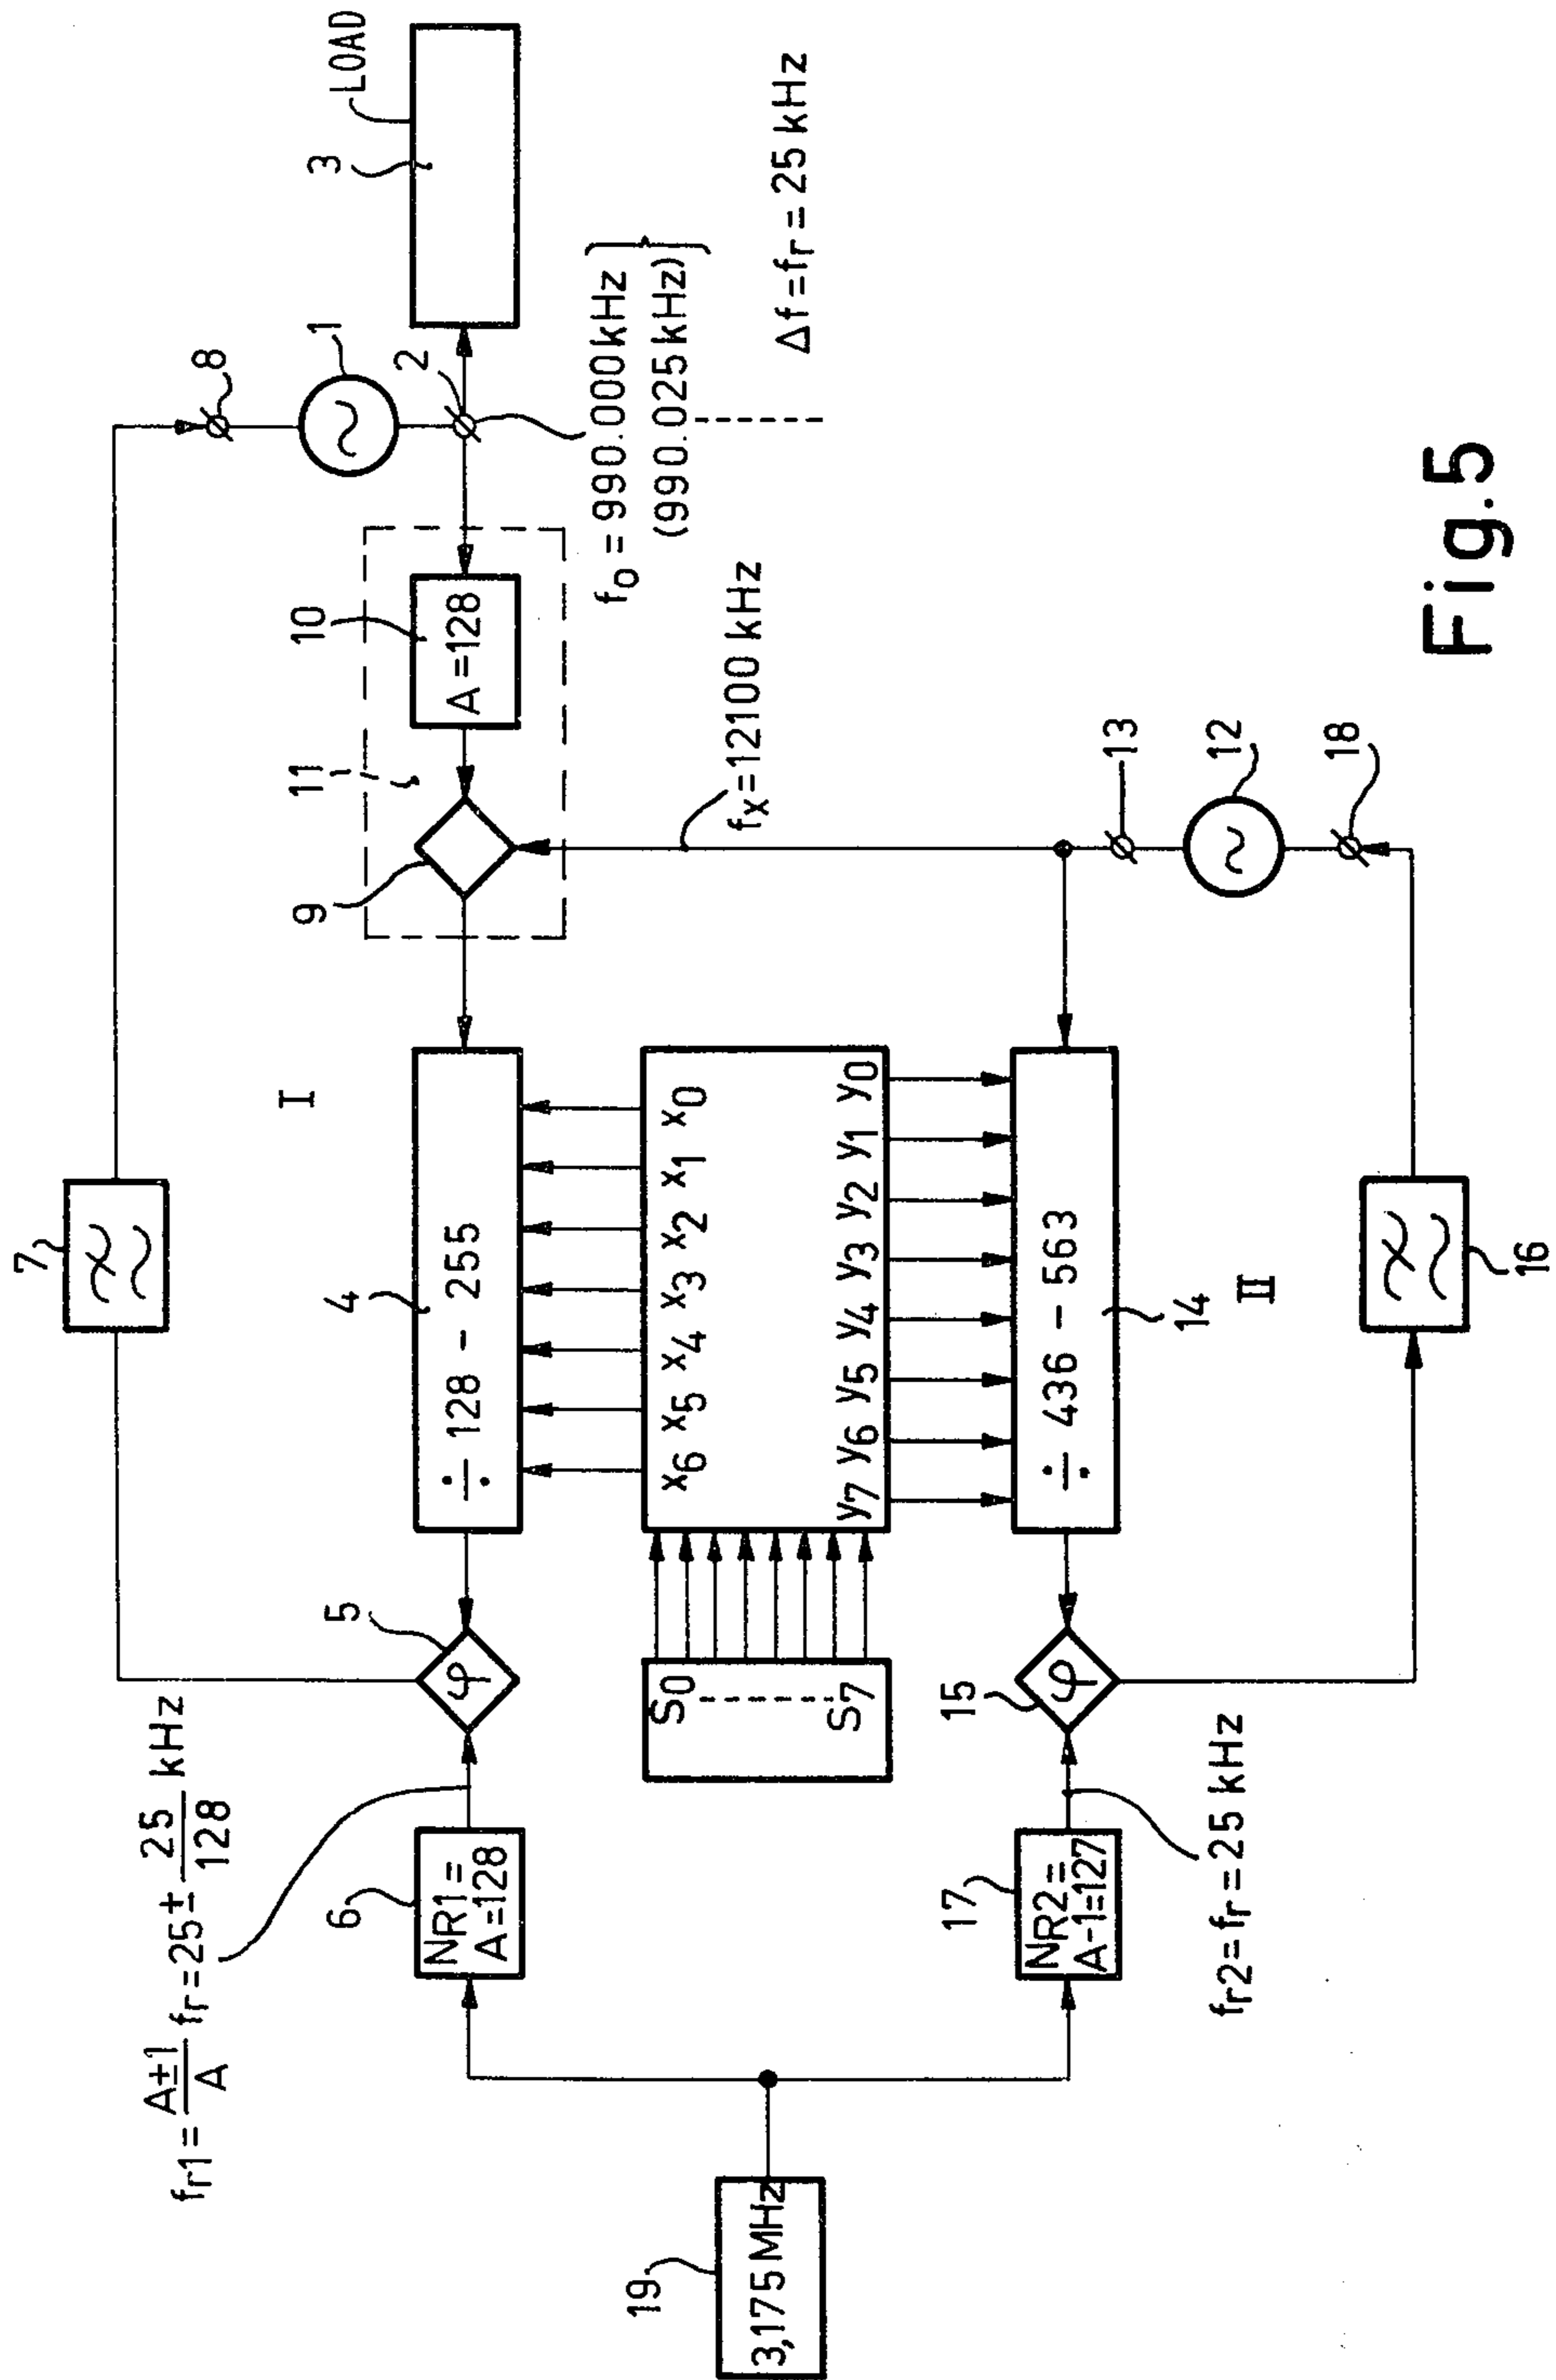 LOAD
3
8
1
2
f₀ = 990.000 kHz
(990.025 kHz)
Δf = fr = 25 kHz
10
A = 128
11
9
fx = 12100 kHz
13
12
18
I
7
4
÷ 128 - 255
x6 x5 x4 x3 x2 x1 x0
y7 y6 y5 y4 y3 y2 y1 y0
÷ 436 - 563
14
II
16
5
φ
S0
S7
15
φ
fr1 = A±1/A fr = 25 ± 25/128 kHz
6
NR1 =
A = 128
17
NR2 =
A-1 = 127
fr2 = fr = 25 kHz
19
3,175 MHz
Fig. 5